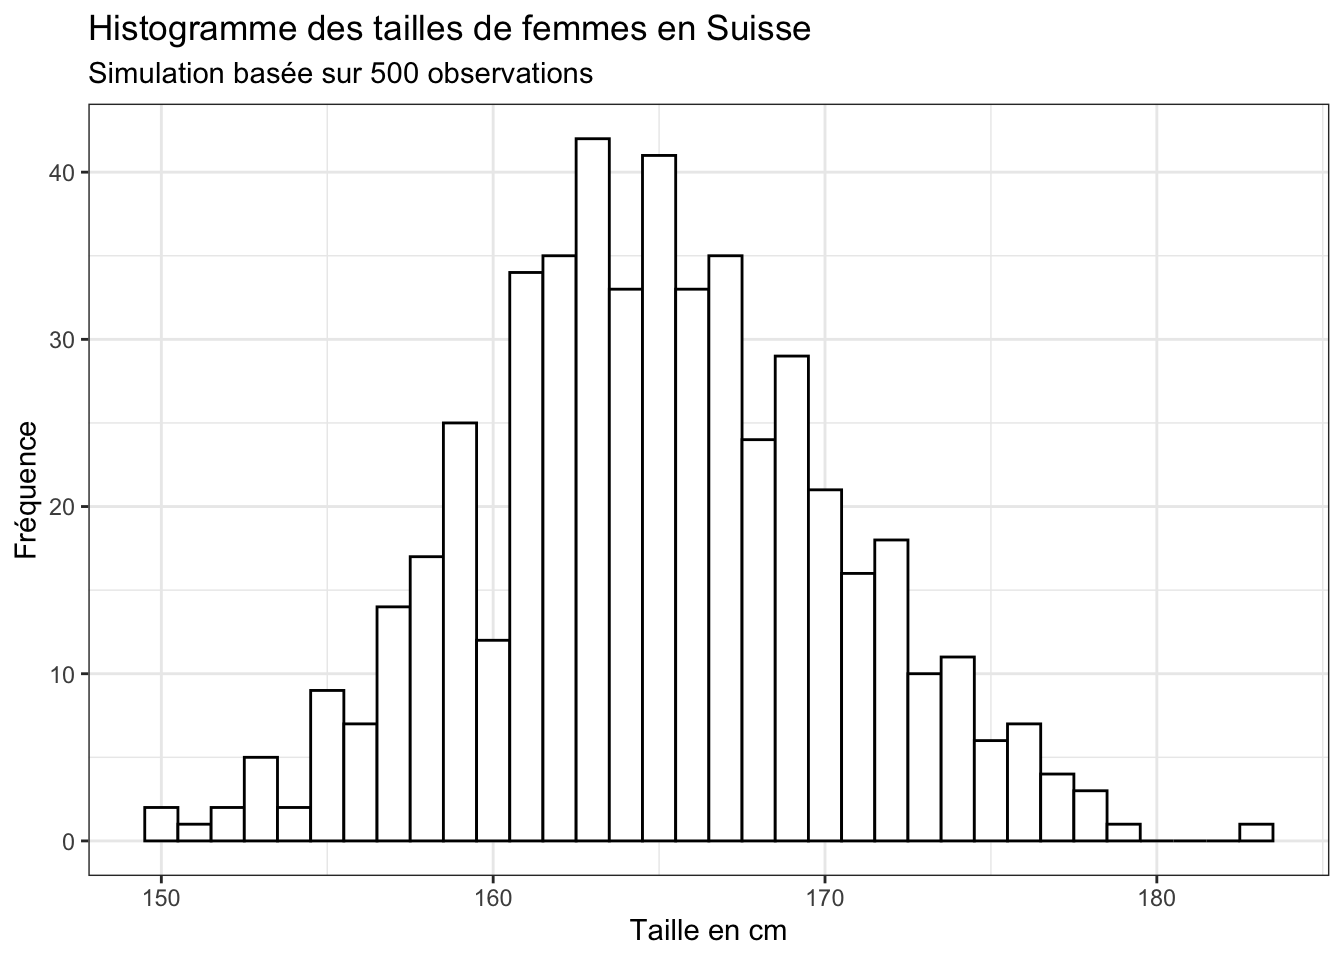 Histogramme des tailles de femmes en Suisse
Simulation basée sur 500 observations
Fréquence
40
30
20
10
0
150 160 170 180
Taille en cm